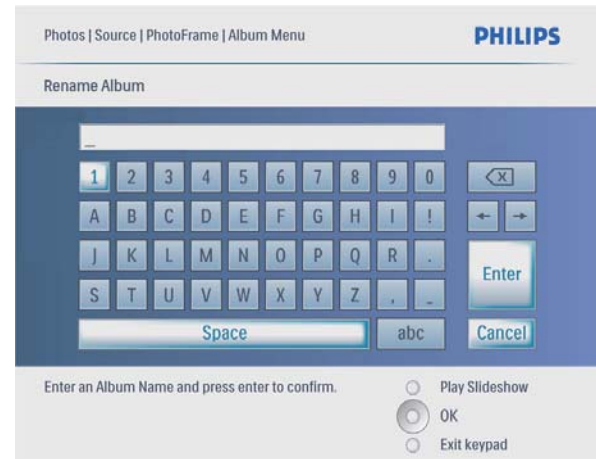 Photos | Source | PhotoFrame | Album Menu
PHILIPS
Rename Album
_
1 2 3 4 5 6 7 8 9 0
A B C D E F G H I !
J K L M N O P Q R .
Enter
S T U V W X Y Z , _
Space abc Cancel
Enter an Album Name and press enter to confirm.
Play Slideshow
OK
Exit keypad